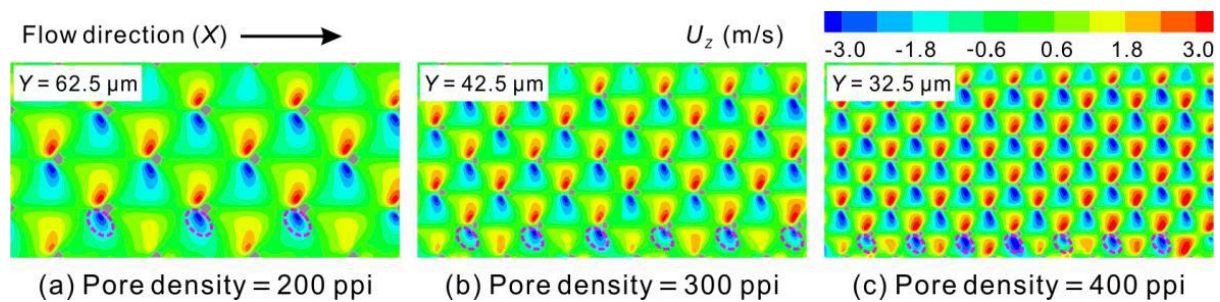 Flow direction (X)
U_z (m/s)
-3.0 -1.8 -0.6 0.6 1.8 3.0
Y = 62.5 μm
Y = 42.5 μm
Y = 32.5 μm
(a) Pore density = 200 ppi
(b) Pore density = 300 ppi
(c) Pore density = 400 ppi